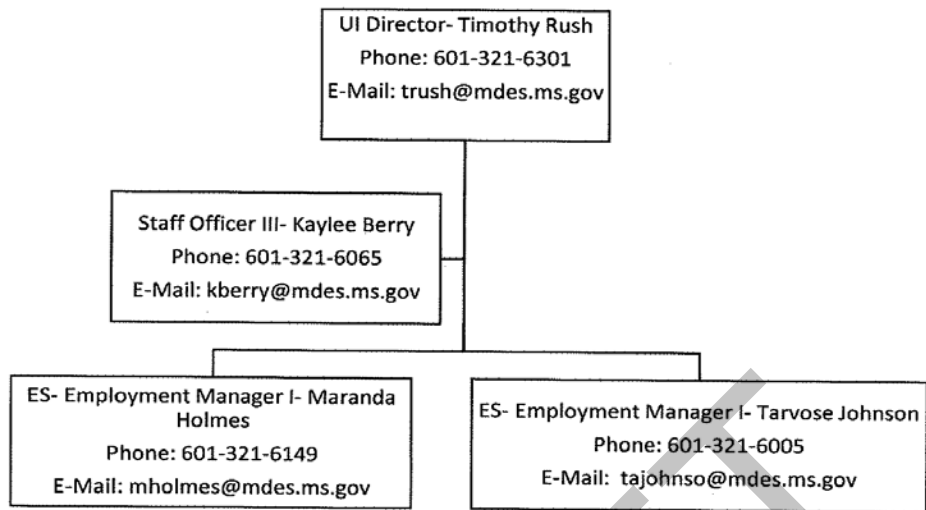 UI Director- Timothy Rush
Phone: 601-321-6301
E-Mail: trush@mdes.ms.gov
Staff Officer III- Kaylee Berry
Phone: 601-321-6065
E-Mail: kberry@mdes.ms.gov
ES- Employment Manager I- Maranda
Holmes
Phone: 601-321-6149
E-Mail: mholmes@mdes.ms.gov
ES- Employment Manager I- Tarvose Johnson
Phone: 601-321-6005
E-Mail: tajohnso@mdes.ms.gov